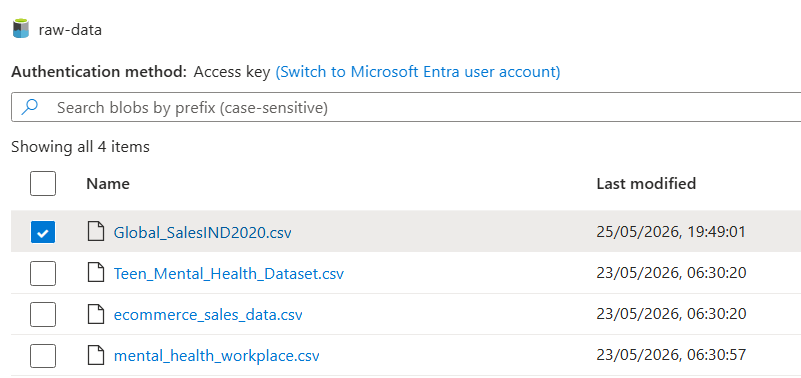 raw-data
Authentication method: Access key (Switch to Microsoft Entra user account)
Search blobs by prefix (case-sensitive)
Showing all 4 items
Name Last modified
Global_SalesIND2020.csv 25/05/2026, 19:49:01
Teen_Mental_Health_Dataset.csv 23/05/2026, 06:30:20
ecommerce_sales_data.csv 23/05/2026, 06:30:20
mental_health_workplace.csv 23/05/2026, 06:30:57